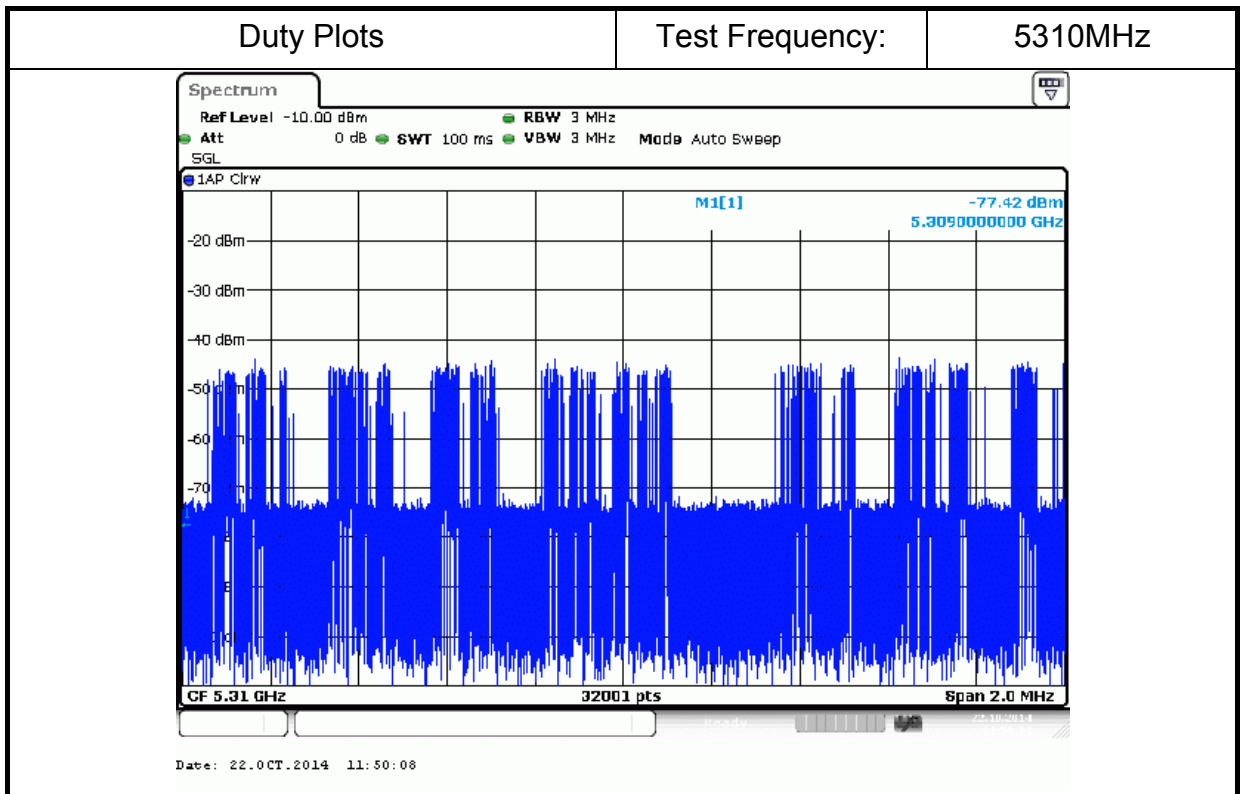 Duty Plots Test Frequency: 5310MHz
Spectrum
Ref Level -10.00 dBm RBW 3 MHz
Att 0 dB SWT 100 ms VBW 3 MHz Mode Auto Sweep
SGL
1AP Clrw
M1[1] -77.42 dBm
5.3090000000 GHz
-20 dBm
-30 dBm
-40 dBm
CF 5.31 GHz 32001 pts Span 2.0 MHz
Date: 22.OCT.2014 11:50:08